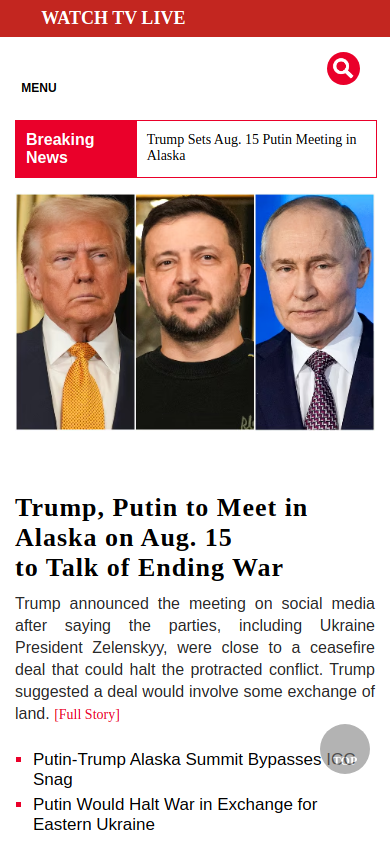 WATCH TV LIVE
MENU
Breaking
News
Trump Sets Aug. 15 Putin Meeting in
Alaska
Trump, Putin to Meet in
Alaska on Aug. 15
to Talk of Ending War
Trump announced the meeting on social media
after saying the parties, including Ukraine
President Zelenskyy, were close to a ceasefire
deal that could halt the protracted conflict. Trump
suggested a deal would involve some exchange of
land. [Full Story]
Putin-Trump Alaska Summit Bypasses ICC
Snag
TOP
Putin Would Halt War in Exchange for
Eastern Ukraine